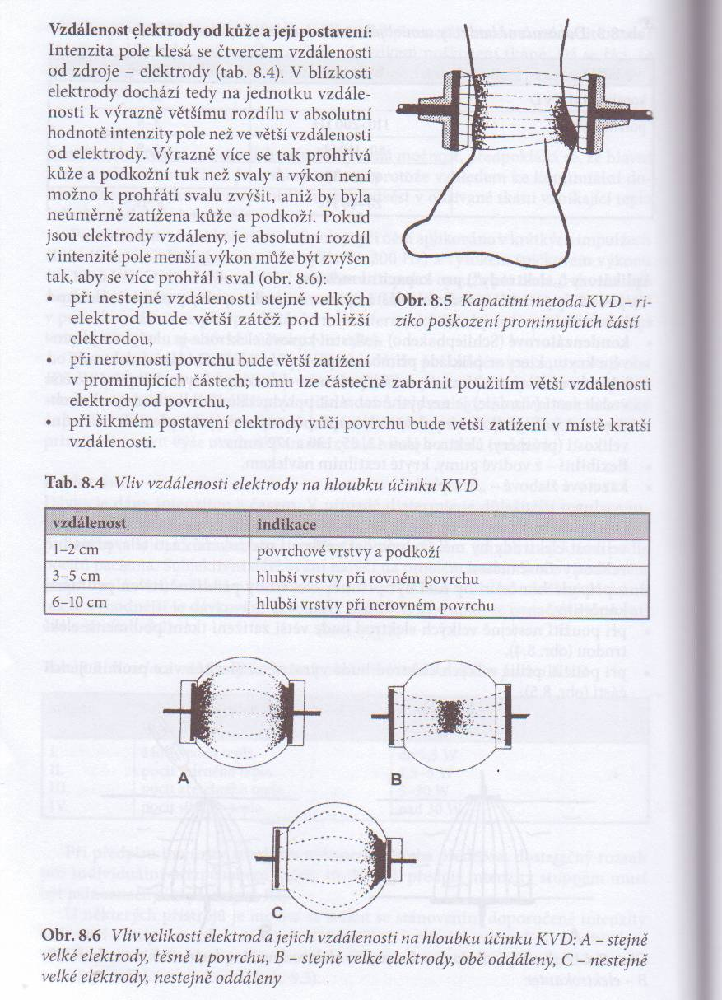 Vzdálenost elektrody od kůže a její postavení:
Intenzita pole klesá se čtvercem vzdálenosti
od zdroje – elektrody (tab. 8.4). V blízkosti
elektrody dochází tedy na jednotku vzdále-
nosti k výrazně většímu rozdílu v absolutní
hodnotě intenzity pole než ve větší vzdálenosti
od elektrody. Výrazně více se tak prohřívá
kůže a podkožní tuk než svaly a výkon není
možno k prohřátí svalu zvýšit, aniž by byla
neúměrně zatížena kůže a podkoží. Pokud
jsou elektrody vzdáleny, je absolutní rozdíl
v intenzitě pole menší a výkon může být zvýšen
tak, aby se více prohřál i sval (obr. 8.6):
• při nestejné vzdálenosti stejně velkých
elektrod bude větší zátěž pod bližší
elektrodou,
• při nerovnosti povrchu bude větší zatížení
v prominujících částech; tomu lze částečně zabránit použitím větší vzdálenosti
elektrody od povrchu,
• při šikmém postavení elektrody vůči povrchu bude větší zatížení v místě kratší
vzdálenosti.
Obr. 8.5 Kapacitní metoda KVD – ri-
ziko poškození prominujících částí
Tab. 8.4 Vliv vzdálenosti elektrody na hloubku účinku KVD
vzdálenost indikace
1–2 cm povrchové vrstvy a podkoží
3–5 cm hlubší vrstvy při rovném povrchu
6–10 cm hlubší vrstvy při nerovném povrchu
A
B
C
Obr. 8.6 Vliv velikosti elektrod a jejich vzdálenosti na hloubku účinku KVD: A – stejně
velké elektrody, těsně u povrchu, B – stejně velké elektrody, obě oddáleny, C – nestejně
velké elektrody, nestejně oddáleny